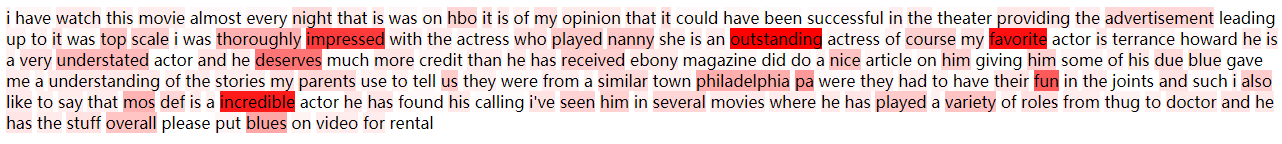 i have watch this movie almost every night that is was on hbo it is of my opinion that it could have been successful in the theater providing the advertisement leading
up to it was top scale i was thoroughly impressed with the actress who played nanny she is an outstanding actress of course my favorite actor is terrance howard he is
a very understated actor and he deserves much more credit than he has received ebony magazine did do a nice article on him giving him some of his due blue gave
me a understanding of the stories my parents use to tell us they were from a similar town philadelphia pa were they had to have their fun in the joints and such i also
like to say that mos def is a incredible actor he has found his calling i've seen him in several movies where he has played a variety of roles from thug to doctor and he
has the stuff overall please put blues on video for rental